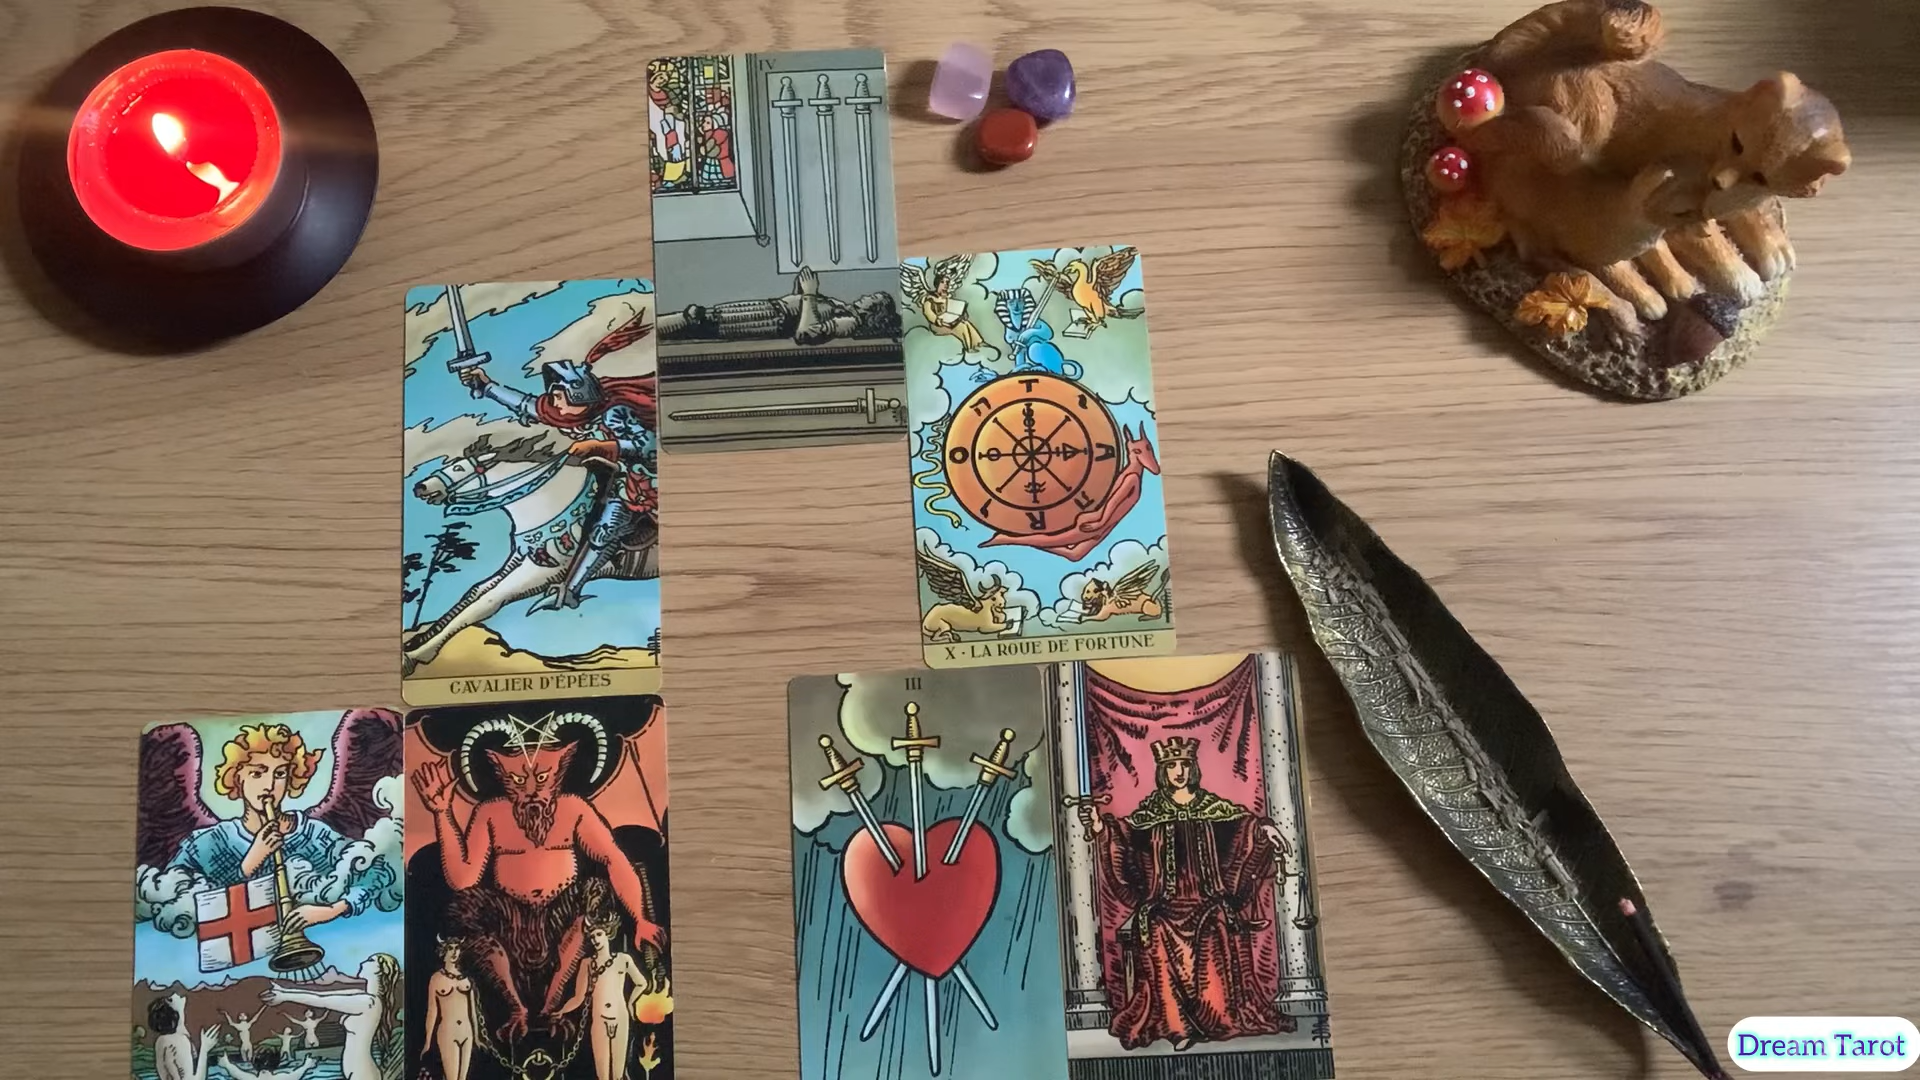 IV
CAVALIER D'ÉPÉES
X · LA ROUE DE FORTUNE
III
T
A
R
O
Dream Tarot